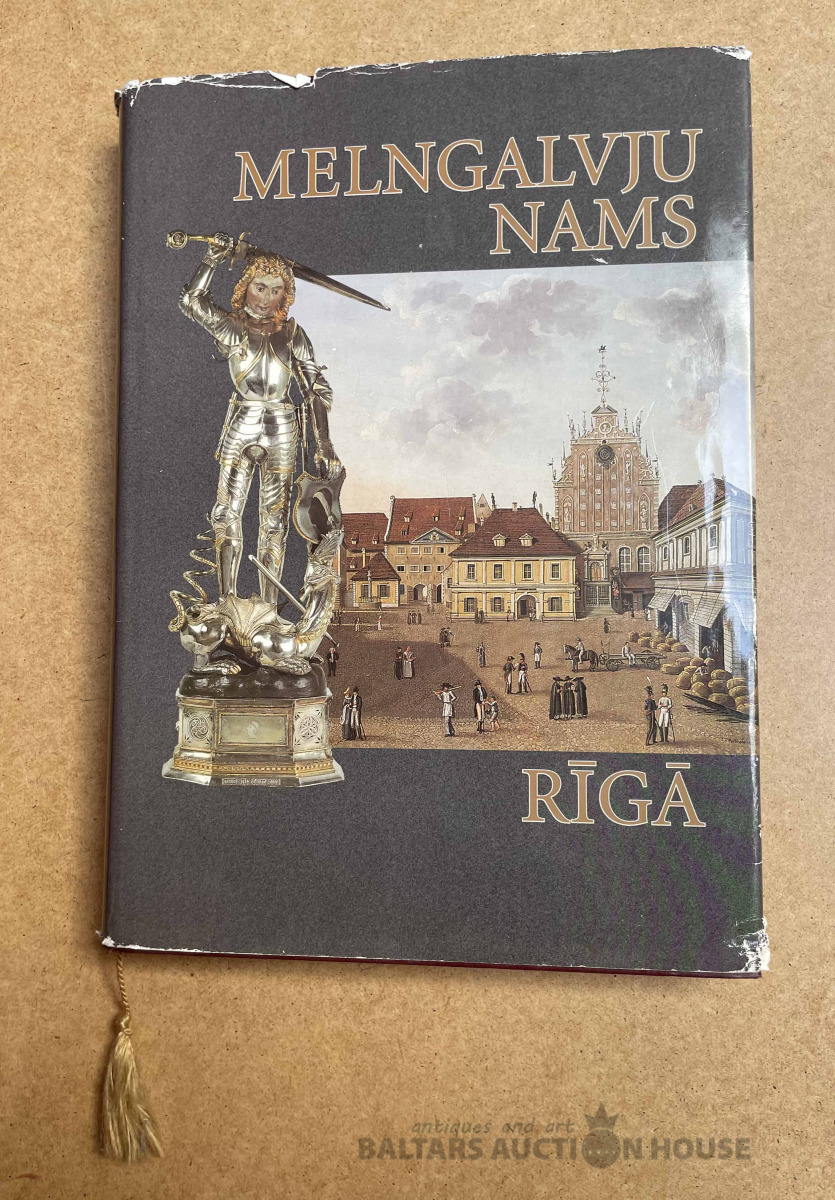 MELNGALVJU
NAMS
RĪGĀ
antiques and art
BALTARS AUCTION HOUSE